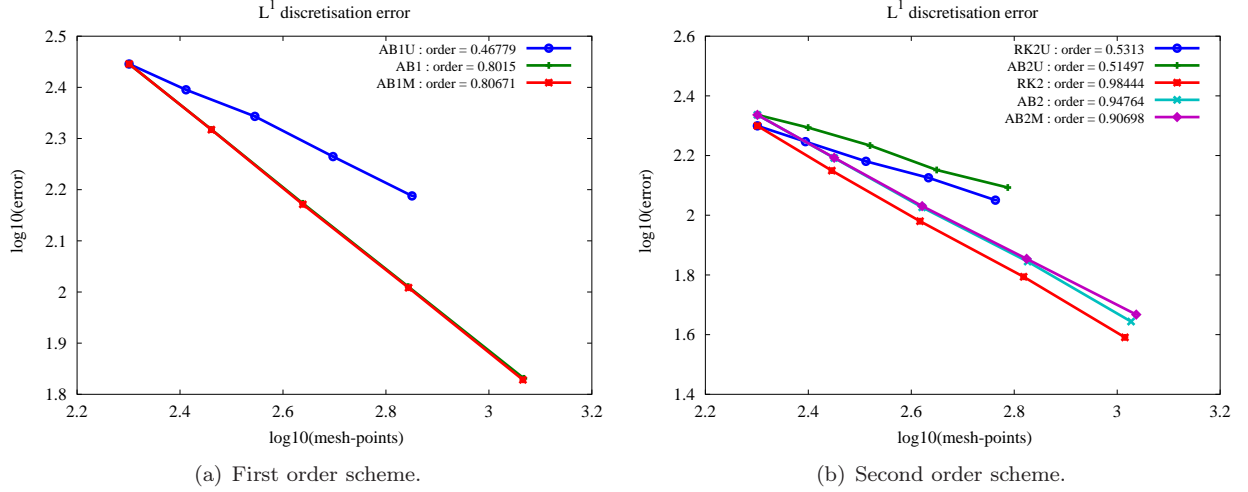 L1 discretisation error
2.5
2.4
2.3
2.2
2.1
2
1.9
1.8
log10(error)
AB1U : order = 0.46779
AB1 : order = 0.8015
AB1M : order = 0.80671
2.2
2.4
2.6
2.8
3
3.2
log10(mesh-points)
(a) First order scheme.
L1 discretisation error
2.6
2.4
2.2
2
1.8
1.6
1.4
log10(error)
RK2U : order = 0.5313
AB2U : order = 0.51497
RK2 : order = 0.98444
AB2 : order = 0.94764
AB2M : order = 0.90698
2.2
2.4
2.6
2.8
3
3.2
log10(mesh-points)
(b) Second order scheme.